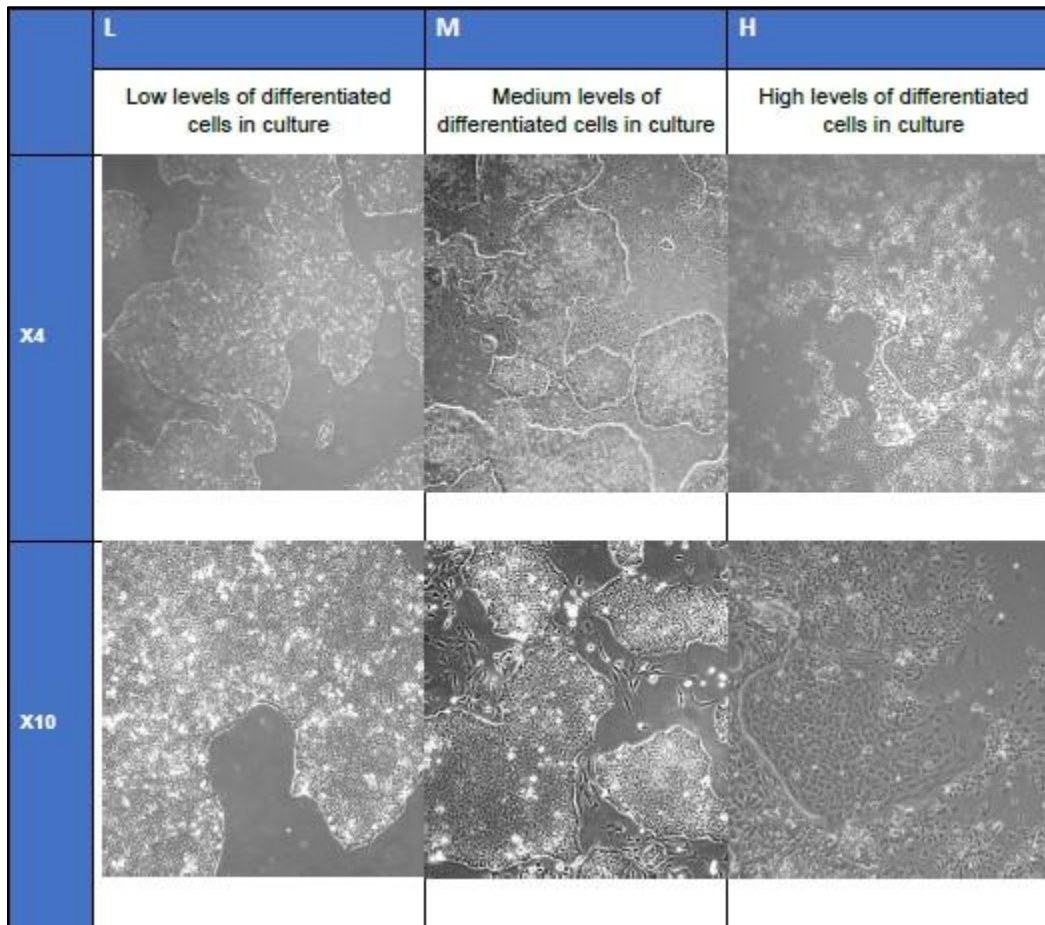 L
M
H
Low levels of differentiated
cells in culture
Medium levels of
differentiated cells in culture
High levels of differentiated
cells in culture
X4
X10